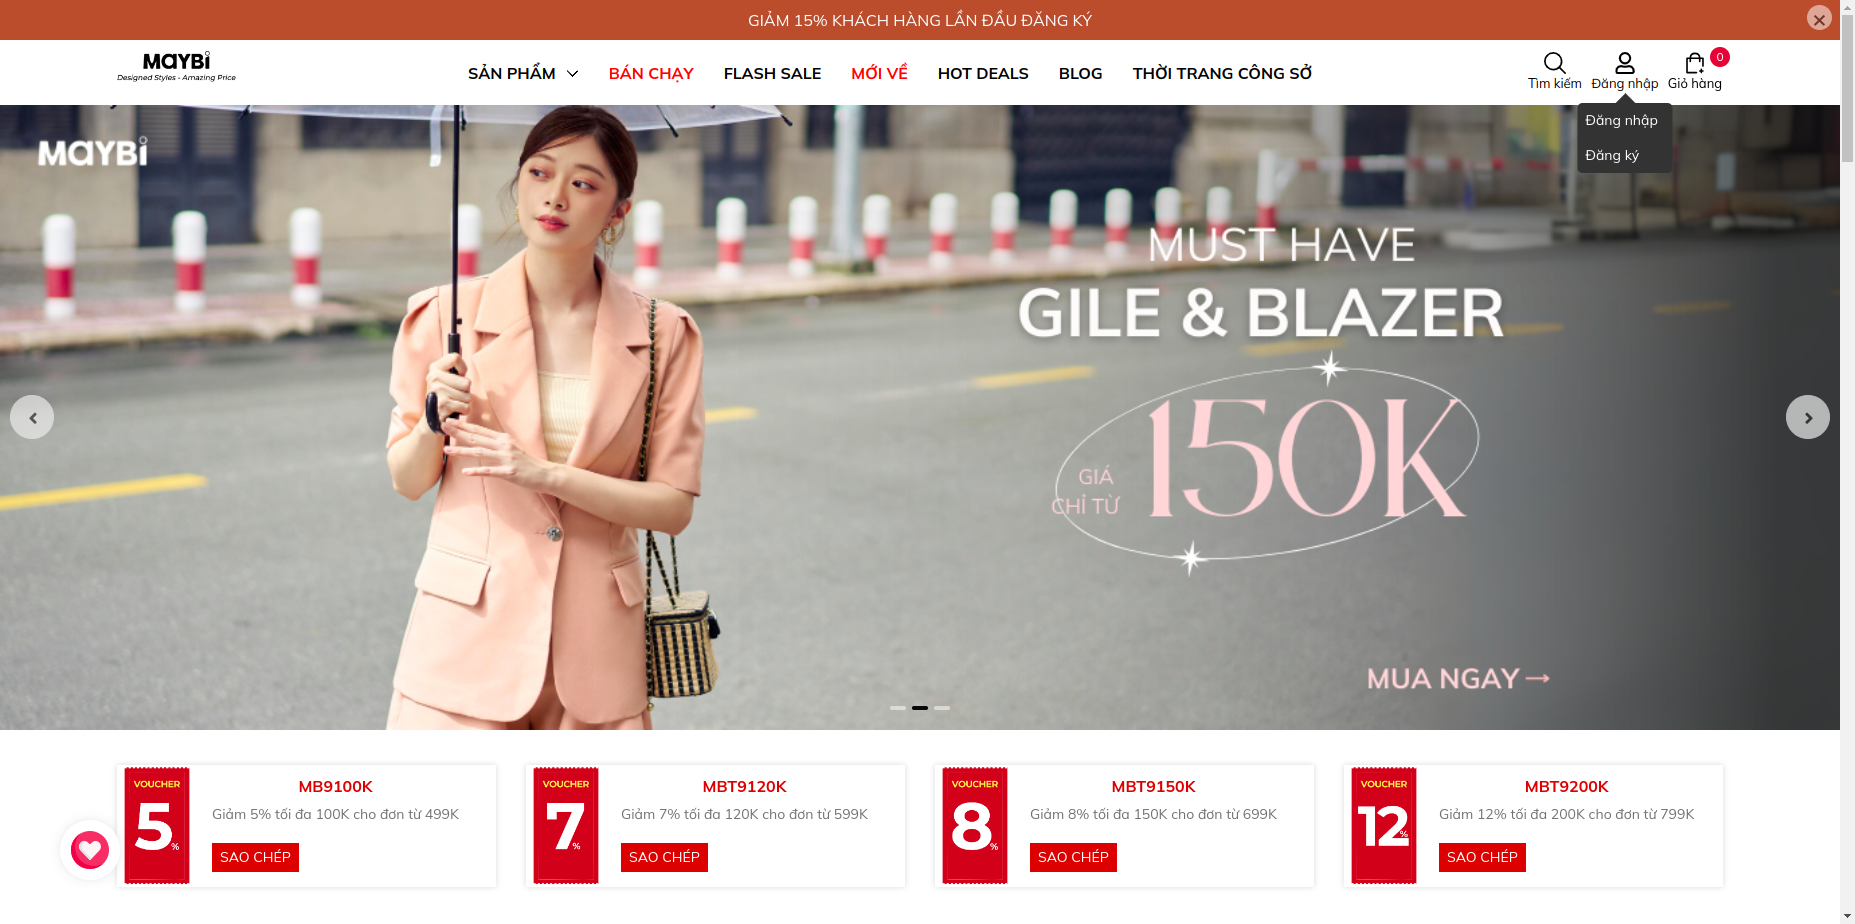 GIẢM 15% KHÁCH HÀNG LẦN ĐẦU ĐĂNG KÝ
MAYBI
Designed Styles - Amazing Price
SẢN PHẨM
BÁN CHẠY
FLASH SALE
MỚI VỀ
HOT DEALS
BLOG
THỜI TRANG CÔNG SỞ
Tìm kiếm
Đăng nhập
Giỏ hàng
0
Đăng nhập
Đăng ký
MAYBI
MUST HAVE
GILE & BLAZER
GIÁ
CHỈ TỪ
150K
MUA NGAY→
VOUCHER
5%
MB9100K
Giảm 5% tối đa 100K cho đơn từ 499K
SAO CHÉP
VOUCHER
7%
MBT9120K
Giảm 7% tối đa 120K cho đơn từ 599K
SAO CHÉP
VOUCHER
8%
MBT9150K
Giảm 8% tối đa 150K cho đơn từ 699K
SAO CHÉP
VOUCHER
12%
MBT9200K
Giảm 12% tối đa 200K cho đơn từ 799K
SAO CHÉP